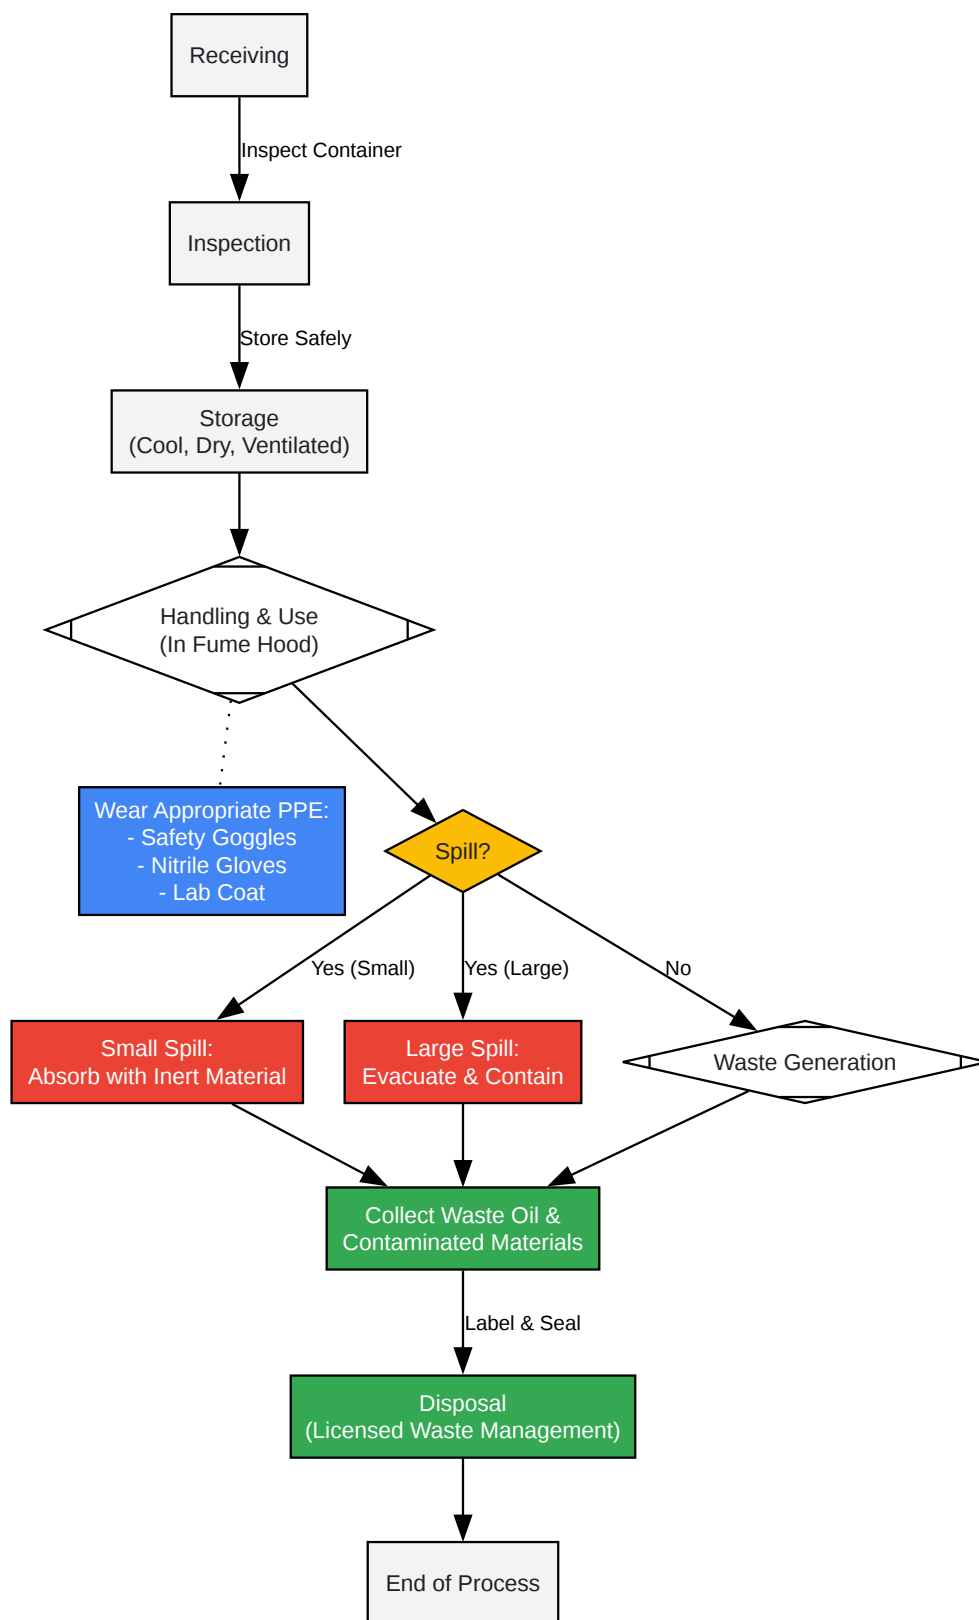 Receiving
Inspect Container
Inspection
Store Safely
Storage
(Cool, Dry, Ventilated)
Handling & Use
(In Fume Hood)
Wear Appropriate PPE:
- Safety Goggles
- Nitrile Gloves
- Lab Coat
Spill?
Yes (Small)
Yes (Large)
No
Small Spill:
Absorb with Inert Material
Large Spill:
Evacuate & Contain
Waste Generation
Collect Waste Oil &
Contaminated Materials
Label & Seal
Disposal
(Licensed Waste Management)
End of Process